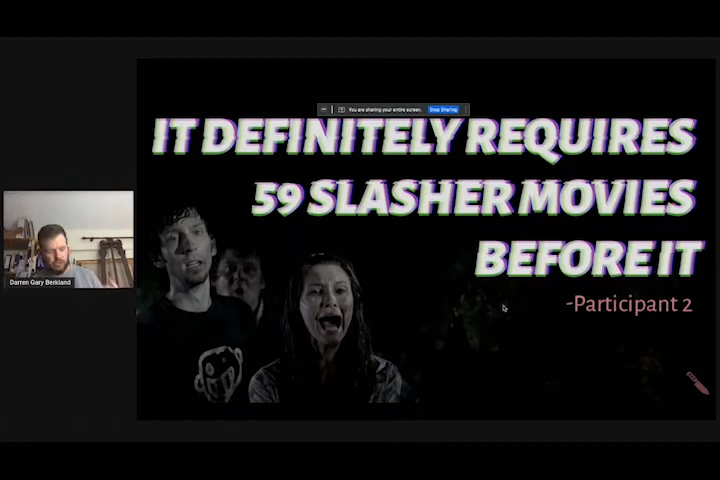 You are sharing your entire screen.
Stop Sharing
IT DEFINITELY REQUIRES
59 SLASHER MOVIES
BEFORE IT
-Participant 2
Darren Gary Berkland